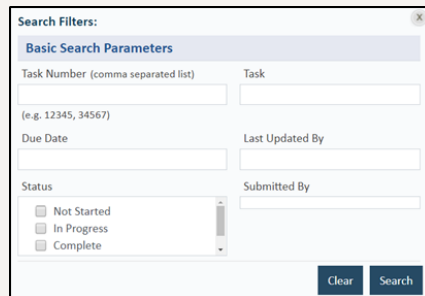 Search Filters:
x
Basic Search Parameters
Task Number (comma separated list)
Task
(e.g. 12345, 34567)
Due Date
Last Updated By
Status
Submitted By
Not Started
In Progress
Complete
Clear
Search